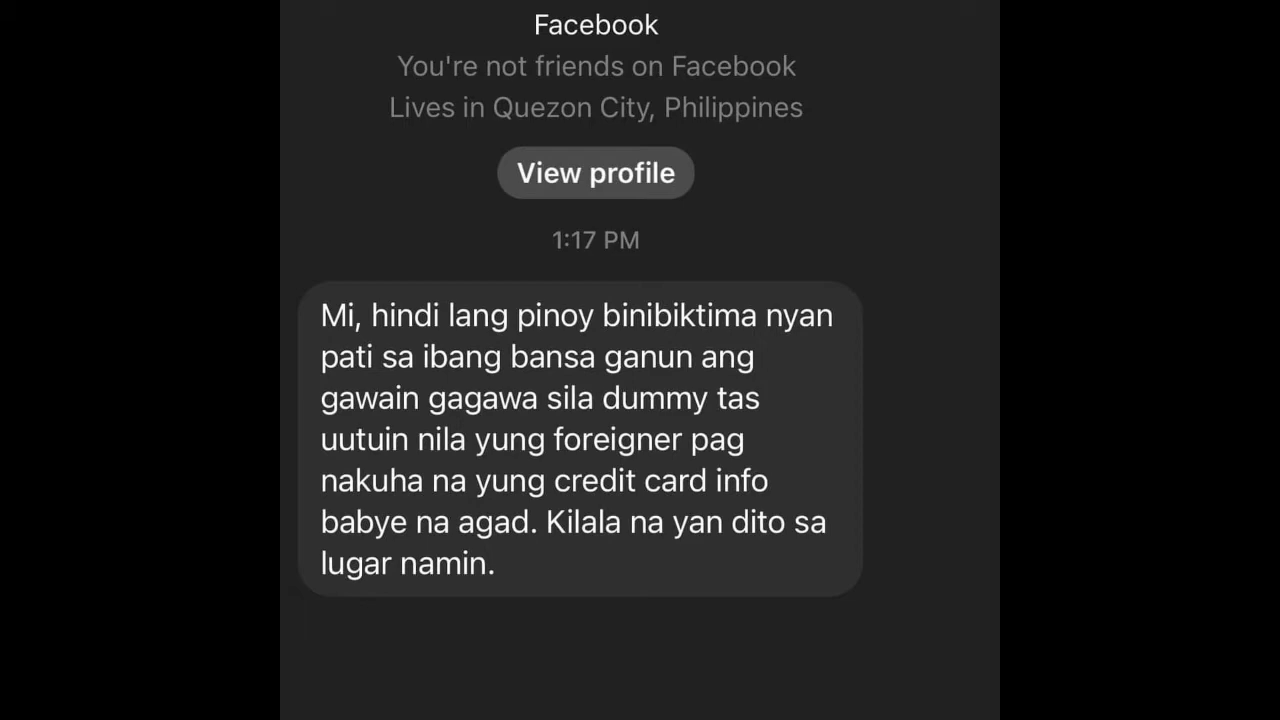 Facebook
You're not friends on Facebook
Lives in Quezon City, Philippines
View profile
1:17 PM
Mi, hindi lang pinoy binibiktima nyan
pati sa ibang bansa ganun ang
gawain gagawa sila dummy tas
uutuin nila yung foreigner pag
nakuha na yung credit card info
babye na agad. Kilala na yan dito sa
lugar namin.